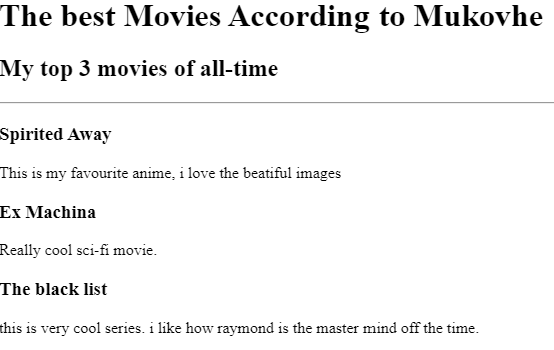 The best Movies According to Mukovhe
My top 3 movies of all-time
Spirited Away
This is my favourite anime, i love the beatiful images
Ex Machina
Really cool sci-fi movie.
The black list
this is very cool series. i like how raymond is the master mind off the time.